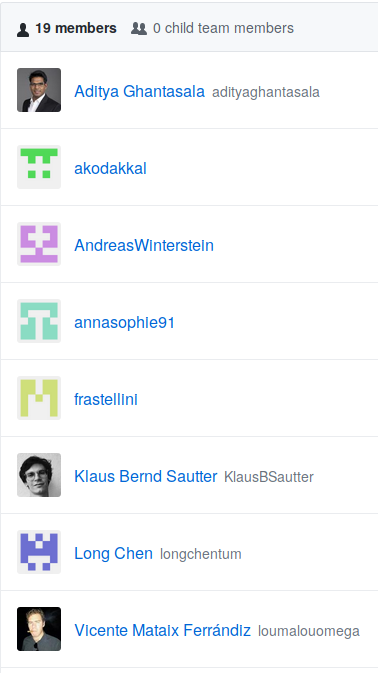 19 members 0 child team members
Aditya Ghantasala adityaghantasala
akodakkal
AndreasWinterstein
annasophie91
frastellini
Klaus Bernd Sautter KlausBSautter
Long Chen longchentum
Vicente Mataix Ferrándiz loumalouomega